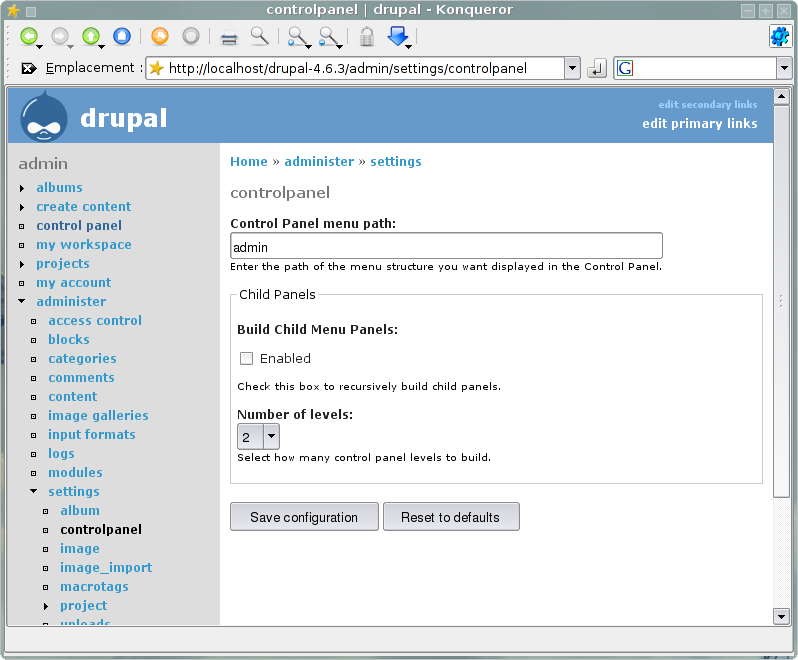 controlpanel | drupal - Konqueror
Emplacement : http://localhost/drupal-4.6.3/admin/settings/controlpanel
G
drupal
edit secondary links
edit primary links
admin
albums
create content
control panel
my workspace
projects
my account
administer
access control
blocks
categories
comments
content
image galleries
input formats
logs
modules
settings
album
controlpanel
image
image_import
macrotags
project
uploads
Home » administer » settings
controlpanel
Control Panel menu path:
admin
Enter the path of the menu structure you want displayed in the Control Panel.
Child Panels
Build Child Menu Panels:
Enabled
Check this box to recursively build child panels.
Number of levels:
2
Select how many control panel levels to build.
Save configuration
Reset to defaults